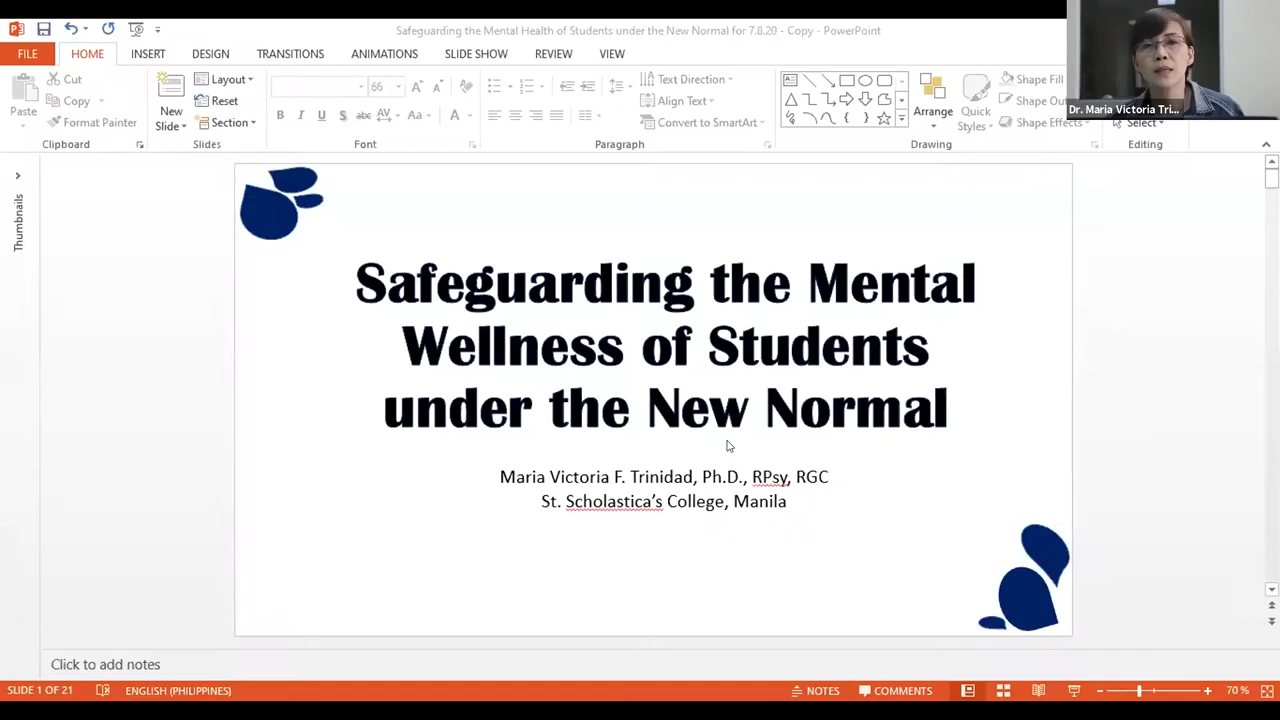 Safeguarding the Mental Health of Students under the New Normal for 7.8.20 - Copy - PowerPoint
FILE HOME INSERT DESIGN TRANSITIONS ANIMATIONS SLIDE SHOW REVIEW VIEW
Paste
Cut
Copy
Format Painter
Clipboard
New
Slide
Layout
Reset
Section
Slides
66
B I U S abc AV Aa A
Font
Text Direction
Align Text
Convert to SmartArt
Paragraph
Arrange
Quick
Styles
Shape Fill
Shape Ou
Shape Effects
Drawing
Select
Editing
Dr. Maria Victoria Tri...
Thumbnails
Safeguarding the Mental
Wellness of Students
under the New Normal
Maria Victoria F. Trinidad, Ph.D., RPsy, RGC
St. Scholastica’s College, Manila
Click to add notes
SLIDE 1 OF 21 ENGLISH (PHILIPPINES) NOTES COMMENTS 70 %